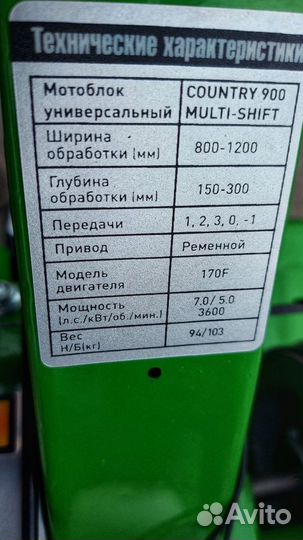 Технические характеристики
Мотоблок COUNTRY 900
универсальный MULTI-SHIFT
Ширина
обработки (мм) 800-1200
Глубина
обработки (мм) 150-300
Передачи 1, 2, 3, 0, -1
Привод Ременной
Модель
двигателя 170F
Мощность 7.0/ 5.0
(л.с./кВт/об./мин.) 3600
Вес
Н/Б(кг) 94/103
Avito